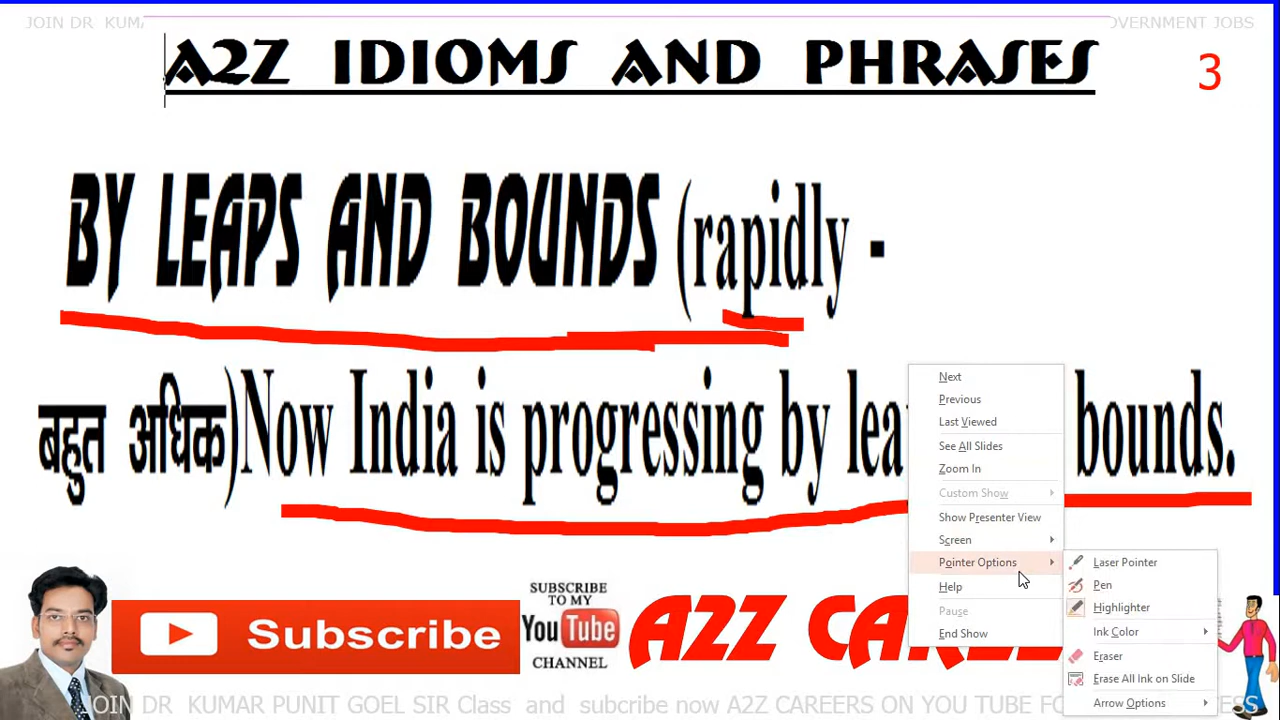 JOIN DR KUMA
OVERNMENT JOBS
A2Z IDIOMS AND PHRASES
3
BY LEAPS AND BOUNDS (rapidly -
बहुत अधिक)Now India is progressing by lea bounds.
Next
Previous
Last Viewed
See All Slides
Zoom In
Custom Show
Show Presenter View
Screen
Pointer Options
Help
Pause
End Show
Laser Pointer
Pen
Highlighter
Ink Color
Eraser
Erase All Ink on Slide
Arrow Options
Subscribe
SUBSCRIBE
TO MY
YouTube
CHANNEL
A2Z CAREE
JOIN DR KUMAR PUNIT GOEL SIR Class and subcribe now A2Z CAREERS ON YOU TUBE FO ESS